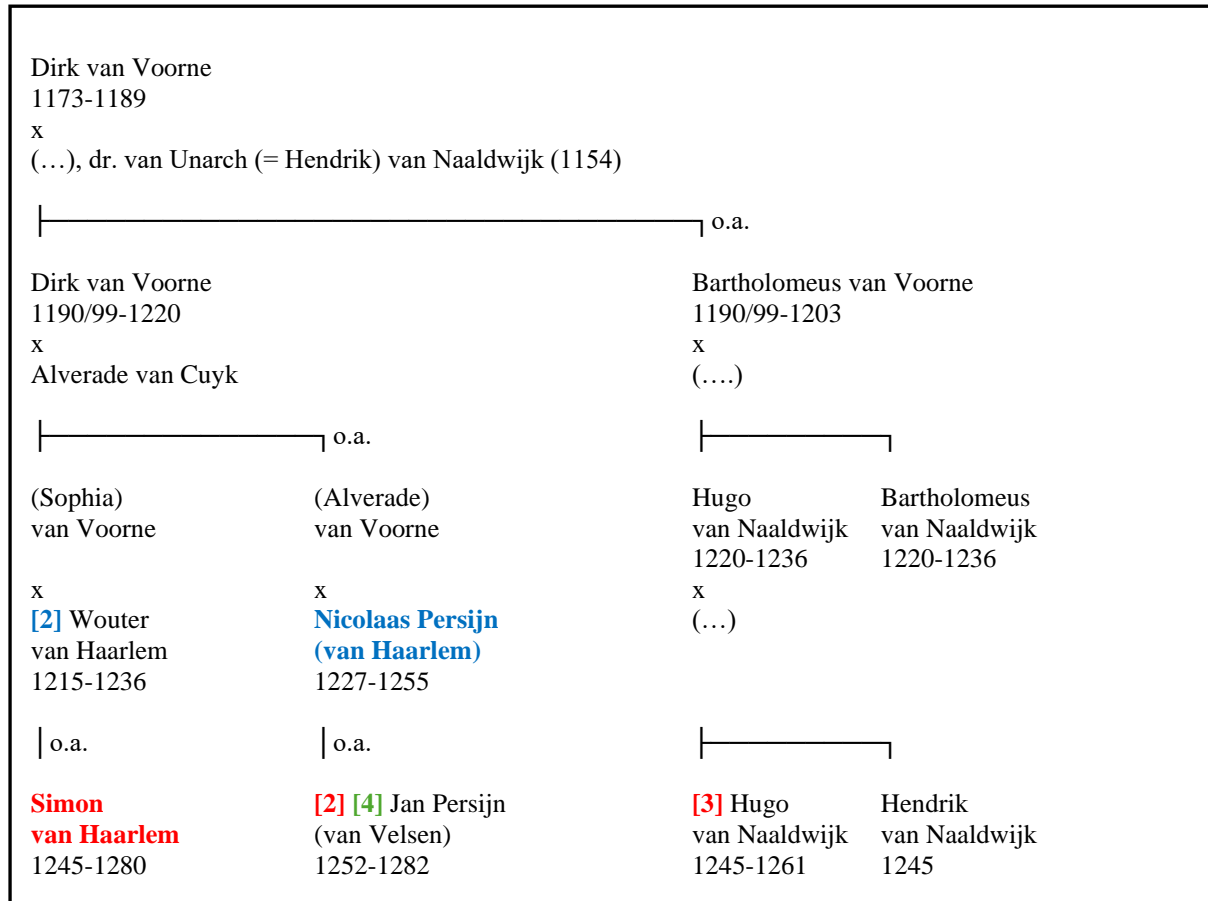 Dirk van Voorne
1173-1189
x
(…), dr. van Unarch (= Hendrik) van Naaldwijk (1154)
o.a.
Dirk van Voorne Bartholomeus van Voorne
1190/99-1220 1190/99-1203
x x
Alverade van Cuyk (….)
o.a.
(Sophia) (Alverade) Hugo Bartholomeus
van Voorne van Voorne van Naaldwijk van Naaldwijk
1220-1236 1220-1236
x x x
[2] Wouter Nicolaas Persijn (…)
van Haarlem (van Haarlem)
1215-1236 1227-1255
o.a. o.a.
Simon [2] [4] Jan Persijn [3] Hugo Hendrik
van Haarlem (van Velsen) van Naaldwijk van Naaldwijk
1245-1280 1252-1282 1245-1261 1245